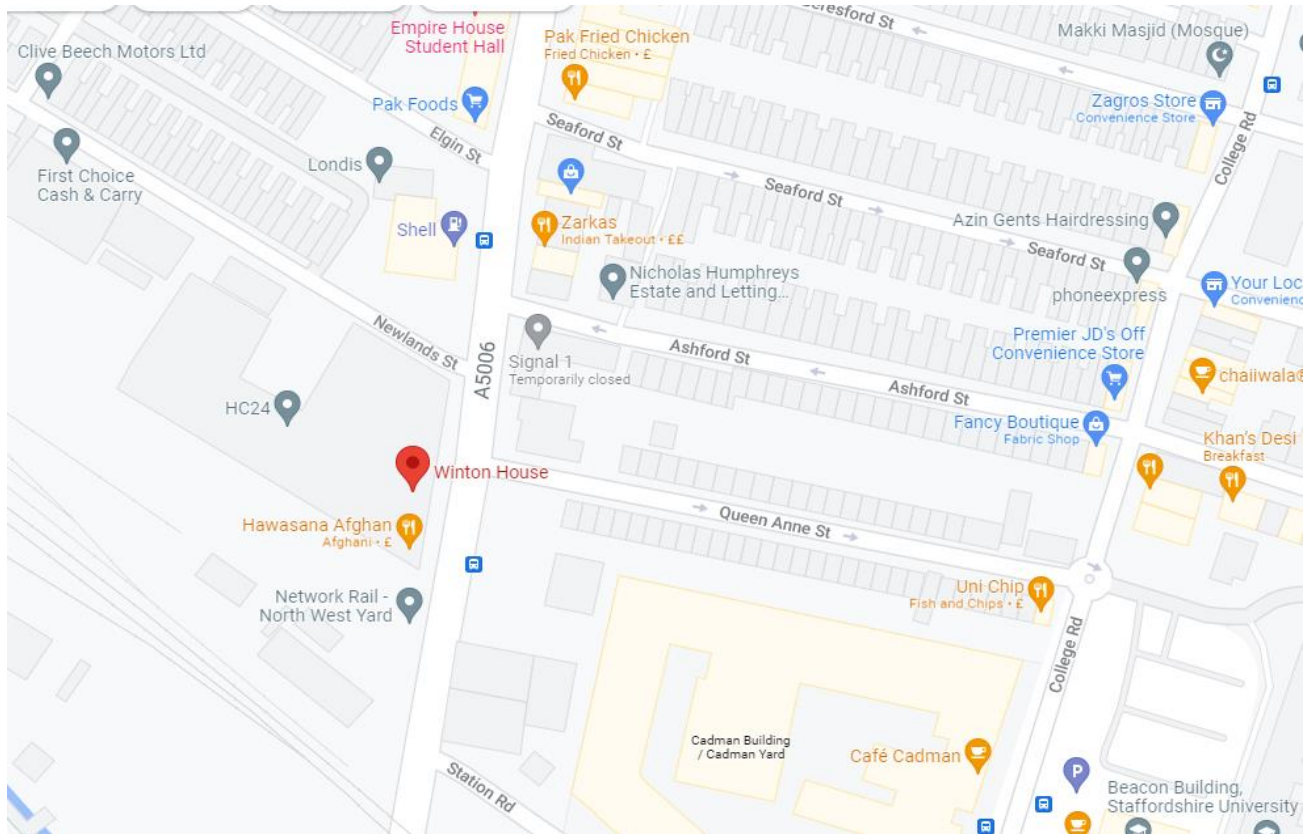 Empire House
Student Hall
Pak Fried Chicken
Fried Chicken · £
Beresford St
Makki Masjid (Mosque)
Clive Beech Motors Ltd
Pak Foods
Zagros Store
Convenience Store
College Rd
Elgin St
Seaford St
Londis
First Choice
Cash & Carry
Seaford St
Shell
Zarkas
Indian Takeout · ££
Azin Gents Hairdressing
Seaford St
Nicholas Humphreys
Estate and Letting...
phoneexpress
Your Loc
Convenienc
Newlands St
A5006
Signal 1
Temporarily closed
Ashford St
Premier JD's Off
Convenience Store
Ashford St
chaiiwala®
HC24
Fancy Boutique
Fabric Shop
Khan's Desi
Breakfast
Winton House
Hawasana Afghan
Afghani · £
Queen Anne St
Network Rail -
North West Yard
Uni Chip
Fish and Chips · £
College Rd
Cadman Building
/ Cadman Yard
Café Cadman
Station Rd
P
Beacon Building,
Staffordshire University